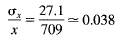 σₓ/x = 27.1/709 ≃ 0.038